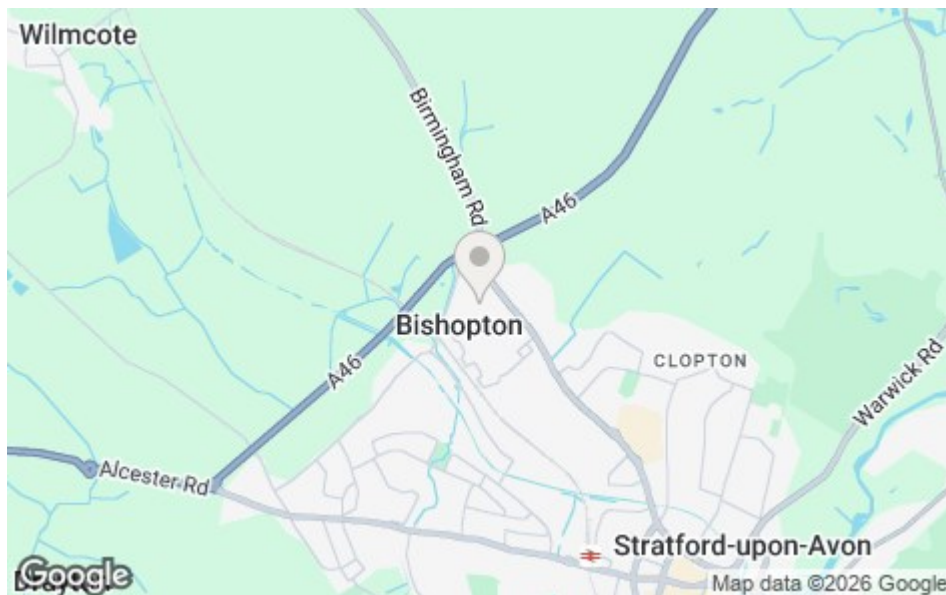 Wilmcote
Birmingham Rd
A46
Bishopton
CLOPTON
A46
Warwick Rd
Alcester Rd
Stratford-upon-Avon
Google
Map data ©2026 Google